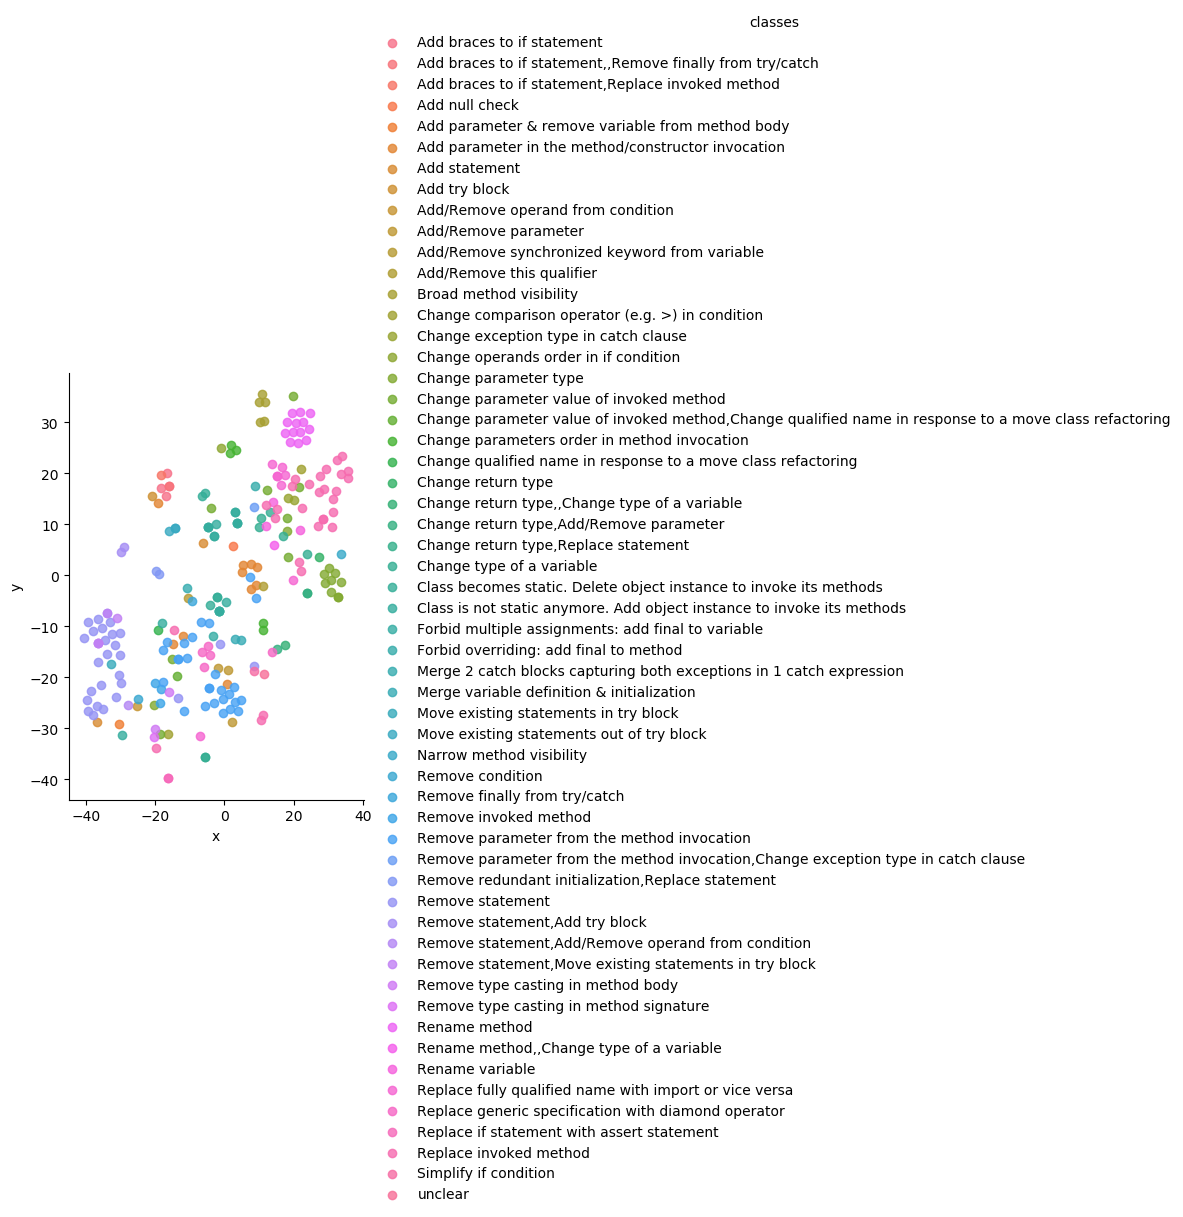 classes
Add braces to if statement
Add braces to if statement,,Remove finally from try/catch
Add braces to if statement,Replace invoked method
Add null check
Add parameter & remove variable from method body
Add parameter in the method/constructor invocation
Add statement
Add try block
Add/Remove operand from condition
Add/Remove parameter
Add/Remove synchronized keyword from variable
Add/Remove this qualifier
Broad method visibility
Change comparison operator (e.g. >) in condition
Change exception type in catch clause
Change operands order in if condition
Change parameter type
Change parameter value of invoked method
Change parameter value of invoked method,Change qualified name in response to a move class refactoring
Change parameters order in method invocation
Change qualified name in response to a move class refactoring
Change return type
Change return type,,Change type of a variable
Change return type,Add/Remove parameter
Change return type,Replace statement
Change type of a variable
Class becomes static. Delete object instance to invoke its methods
Class is not static anymore. Add object instance to invoke its methods
Forbid multiple assignments: add final to variable
Forbid overriding: add final to method
Merge 2 catch blocks capturing both exceptions in 1 catch expression
Merge variable definition & initialization
Move existing statements in try block
Move existing statements out of try block
Narrow method visibility
Remove condition
Remove finally from try/catch
Remove invoked method
Remove parameter from the method invocation
Remove parameter from the method invocation,Change exception type in catch clause
Remove redundant initialization,Replace statement
Remove statement
Remove statement,Add try block
Remove statement,Add/Remove operand from condition
Remove statement,Move existing statements in try block
Remove type casting in method body
Remove type casting in method signature
Rename method
Rename method,,Change type of a variable
Rename variable
Replace fully qualified name with import or vice versa
Replace generic specification with diamond operator
Replace if statement with assert statement
Replace invoked method
Simplify if condition
unclear
30
20
10
0
−10
−20
−30
−40
y
−40 −20 0 20 40
x